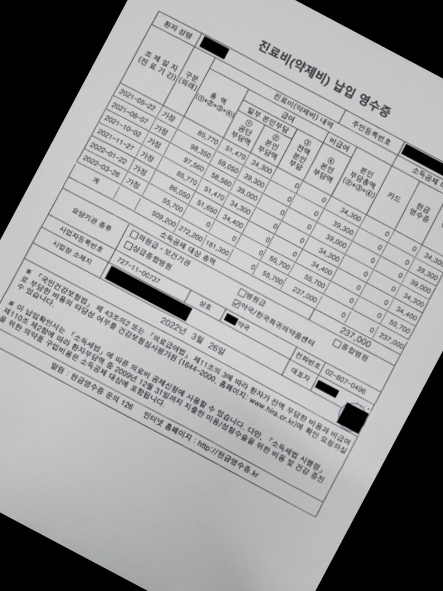 진료비(약제비) 납입 영수증
환자 성명
주민등록번호
조제일자
(진료기간)
구분
(외래)
진료비(약제비) 내역
소득공제
총 액
(①+②+③+④)
급여
비급여
본인
부담총액
(②+③+④)
카드
현금
영수증
일부 본인부담
①
공단
부담액
②
본인
부담액
③
전액
본인
부담
④
본인
부담액
2021-05-22 가정 85,770 51,470 34,300 0 0 34,300 0 0 34,300
2021-08-07 가정 98,350 59,050 39,300 0 0 39,300 0 0 39,300
2021-10-02 가정 97,560 58,560 39,000 0 0 39,000 0 0 39,000
2021-11-27 가정 85,770 51,470 34,300 0 0 34,300 0 0 34,300
2022-01-22 가정 86,050 51,650 34,400 0 0 34,400 0 0 34,400
2022-03-26 가정 55,700 0 0 0 55,700 55,700 0 0 55,700
계 509,200 272,200 181,300 0 55,700 237,000 0 0 237,000
소득공제 대상 총액 237,000
요양기관 종류 □의원급·보건기관 □병원급 □종합병원
□상급종합병원 ☑약국/한국희귀의약품센터
사업자등록번호 727-11-00737 상호 약국 전화번호 02-807-0496
사업장 소재지 대표자
2022년 3월 26일
※ 「국민건강보험법」 제43조의2 또는 「의료급여법」 제11조의 3에 따라 환자가 전액 부담한 비용과 비급여
로 부담한 비용의 타당성 여부를 건강보험심사평가원 (1644-2000, 홈페이지: www.hira.or.kr)에 확인 요청하실
수 있습니다.
※ 이 납입확인서는 「소득세법」에 따른 의료비 공제신청에 사용할 수 있습니다. 다만, 「소득세법 시행령」
제110조 제2항에 따라 환자부담액 중 2009년 12월 31일까지 지출한 미용/성형수술을 위한 비용 및 건강 증진
을 위한 의약품 구입비용은 소득공제 대상에 포함됩니다.
알림 : 현금영수증 문의 126 인터넷 홈페이지 : http://현금영수증.kr